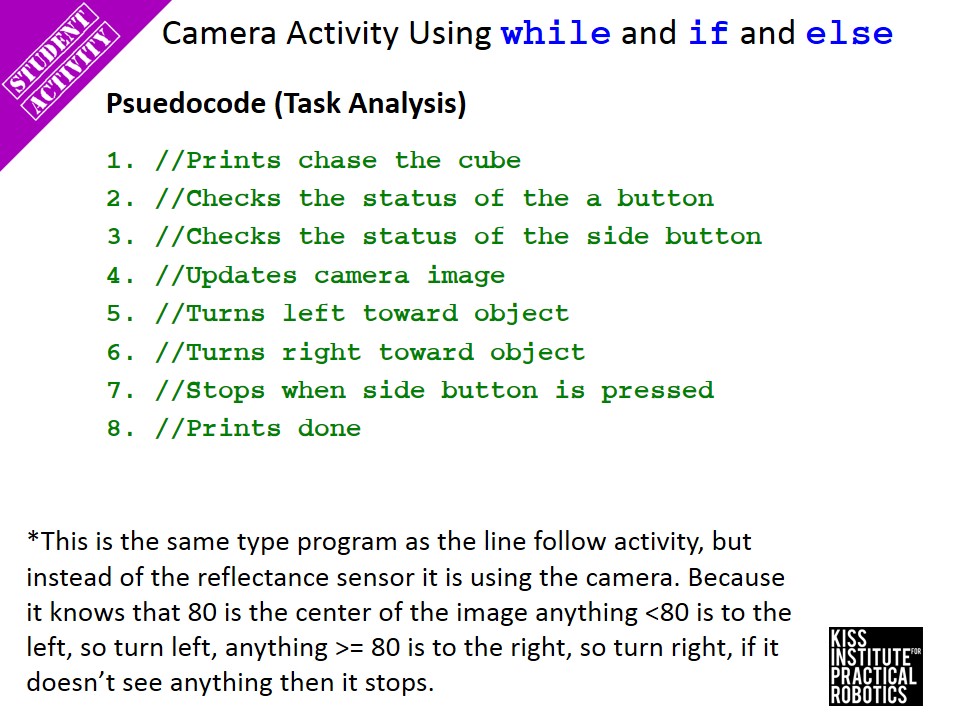 STUDENT
ACTIVITY
Camera Activity Using while and if and else
Psuedocode (Task Analysis)
1. //Prints chase the cube
2. //Checks the status of the a button
3. //Checks the status of the side button
4. //Updates camera image
5. //Turns left toward object
6. //Turns right toward object
7. //Stops when side button is pressed
8. //Prints done
*This is the same type program as the line follow activity, but
instead of the reflectance sensor it is using the camera. Because
it knows that 80 is the center of the image anything <80 is to the
left, so turn left, anything >= 80 is to the right, so turn right, if it
doesn’t see anything then it stops.
KISS
INSTITUTE FOR
PRACTICAL
ROBOTICS